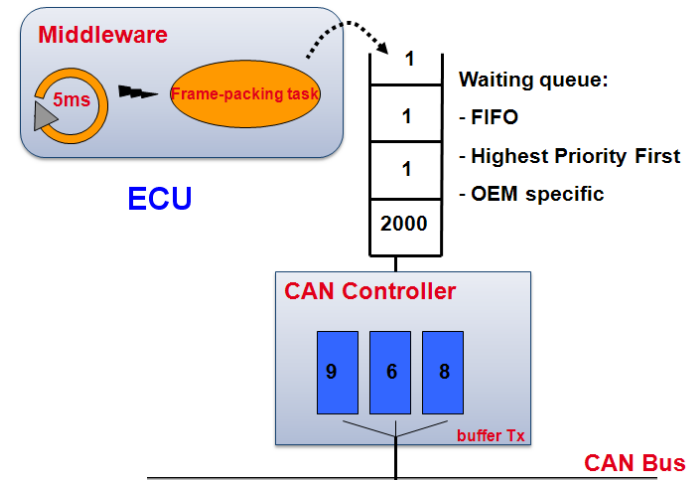 Middleware
5ms
Frame-packing task
ECU
1
1
1
2000
Waiting queue:
- FIFO
- Highest Priority First
- OEM specific
CAN Controller
9 6 8
buffer Tx
CAN Bus